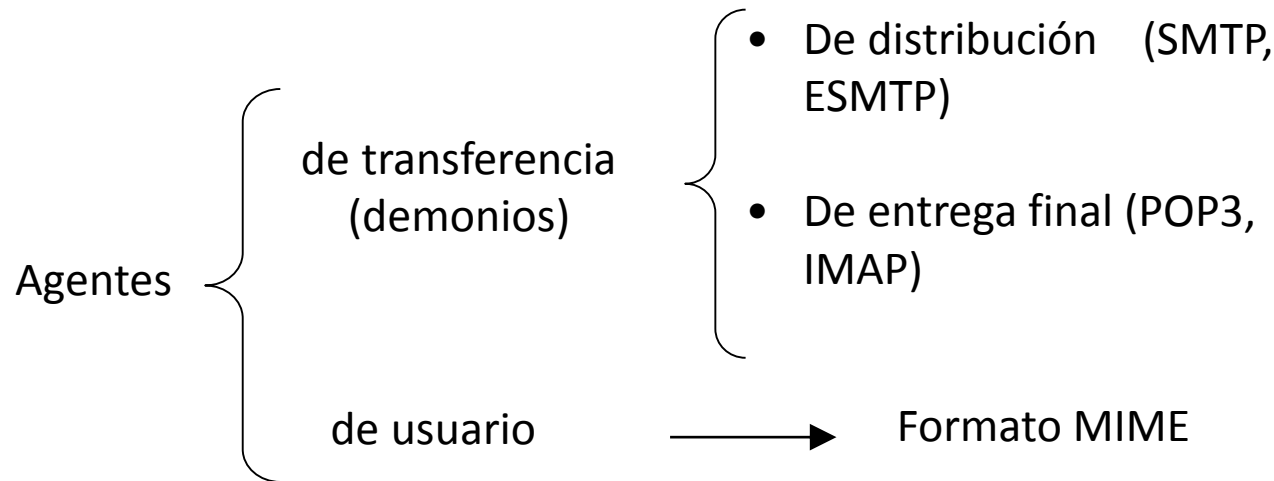 Agentes
de transferencia
(demonios)
• De distribución (SMTP,
ESMTP)
• De entrega final (POP3,
IMAP)
de usuario
Formato MIME